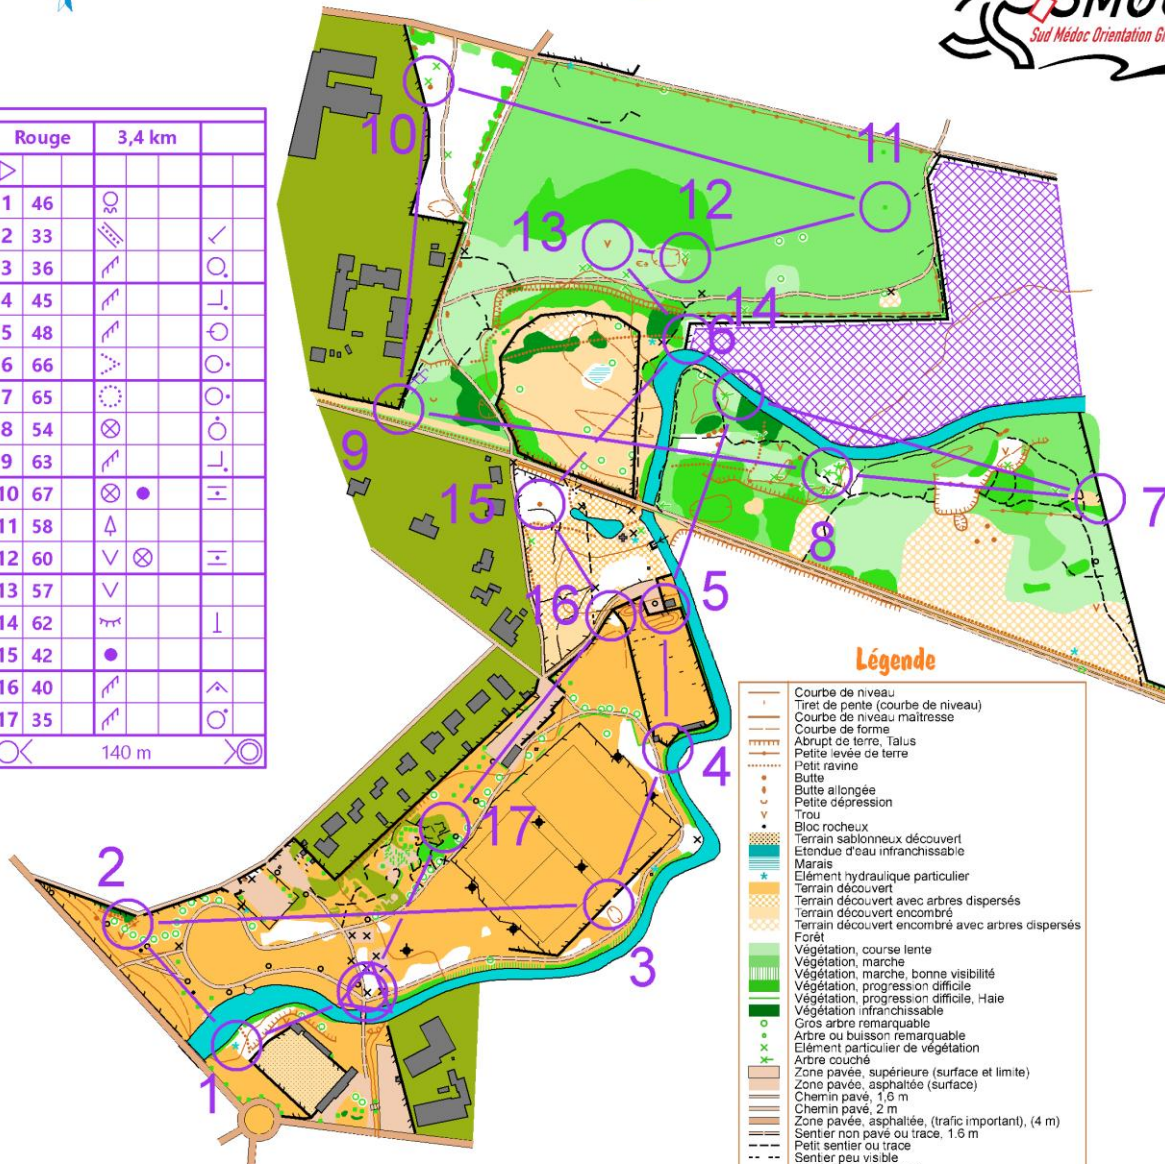 Sud Médoc Orientation
Rouge 3,4 km
1 46
2 33
3 36
4 45
5 48
6 66
7 65
8 54
9 63
10 67
11 58
12 60
13 57
14 62
15 42
16 40
17 35
140 m
10
11
12
13
14
6
9
7
8
15
16
5
4
17
2
3
1
Légende
Courbe de niveau
Tiret de pente (courbe de niveau)
Courbe de niveau maîtresse
Courbe de forme
Abrupt de terre, Talus
Petite levée de terre
Petit ravine
Butte
Butte allongée
Petite dépression
Trou
Bloc rocheux
Terrain sablonneux découvert
Etendue d'eau infranchissable
Marais
Elément hydraulique particulier
Terrain découvert
Terrain découvert avec arbres dispersés
Terrain découvert encombré
Terrain découvert encombré avec arbres dispersés
Forêt
Végétation, course lente
Végétation, marche
Végétation, marche, bonne visibilité
Végétation, progression difficile
Végétation, progression difficile, Haie
Végétation infranchissable
Gros arbre remarquable
Arbre ou buisson remarquable
Elément particulier de végétation
Arbre couché
Zone pavée, supérieure (surface et limite)
Zone pavée, asphaltée (surface)
Chemin pavé, 1,6 m
Chemin pavé, 2 m
Zone pavée, asphaltée, (trafic important), (4 m)
Sentier non pavé ou trace, 1.6 m
Petit sentier ou trace
Sentier peu visible